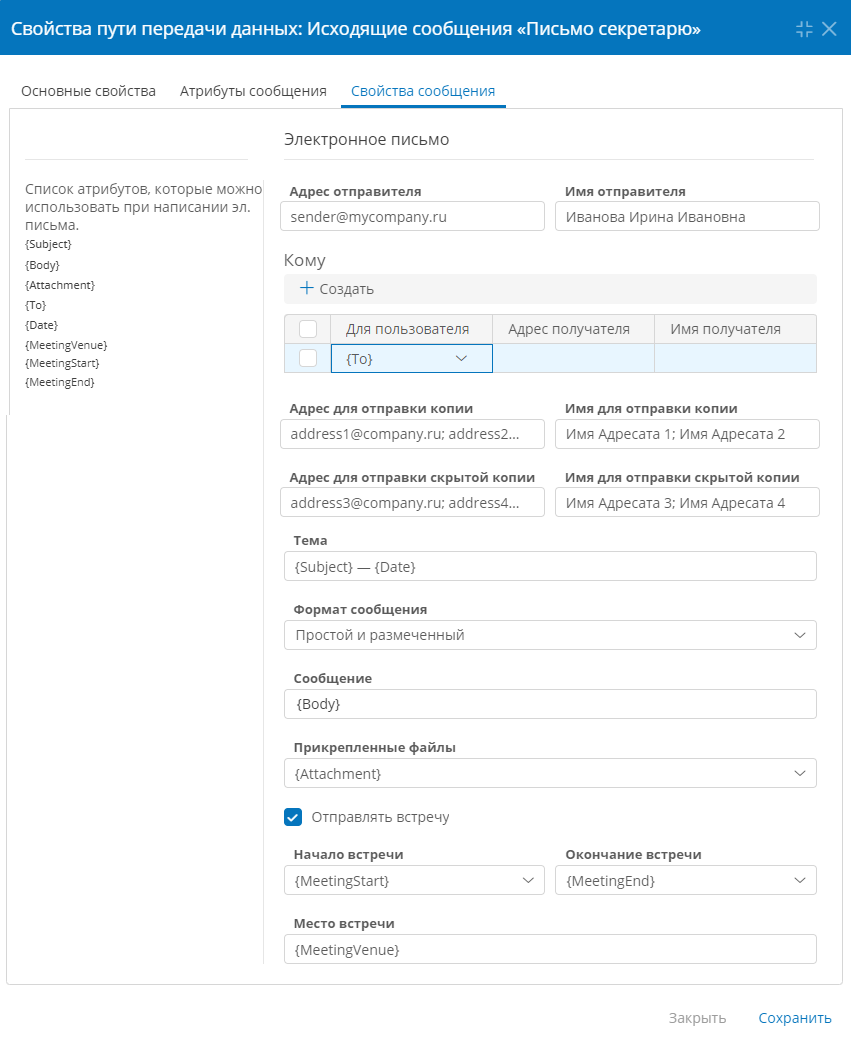 Свойства пути передачи данных: Исходящие сообщения «Письмо секретарю»
Основные свойства Атрибуты сообщения Свойства сообщения
Список атрибутов, которые можно
использовать при написании эл.
письма.
{Subject}
{Body}
{Attachment}
{To}
{Date}
{MeetingVenue}
{MeetingStart}
{MeetingEnd}
Электронное письмо
Адрес отправителя Имя отправителя
sender@mycompany.ru Иванова Ирина Ивановна
Кому
Создать
Для пользователя Адрес получателя Имя получателя
{To}
Адрес для отправки копии Имя для отправки копии
address1@company.ru; address2... Имя Адресата 1; Имя Адресата 2
Адрес для отправки скрытой копии Имя для отправки скрытой копии
address3@company.ru; address4... Имя Адресата 3; Имя Адресата 4
Тема
{Subject} — {Date}
Формат сообщения
Простой и размеченный
Сообщение
{Body}
Прикрепленные файлы
{Attachment}
Отправлять встречу
Начало встречи Окончание встречи
{MeetingStart} {MeetingEnd}
Место встречи
{MeetingVenue}
Закрыть Сохранить